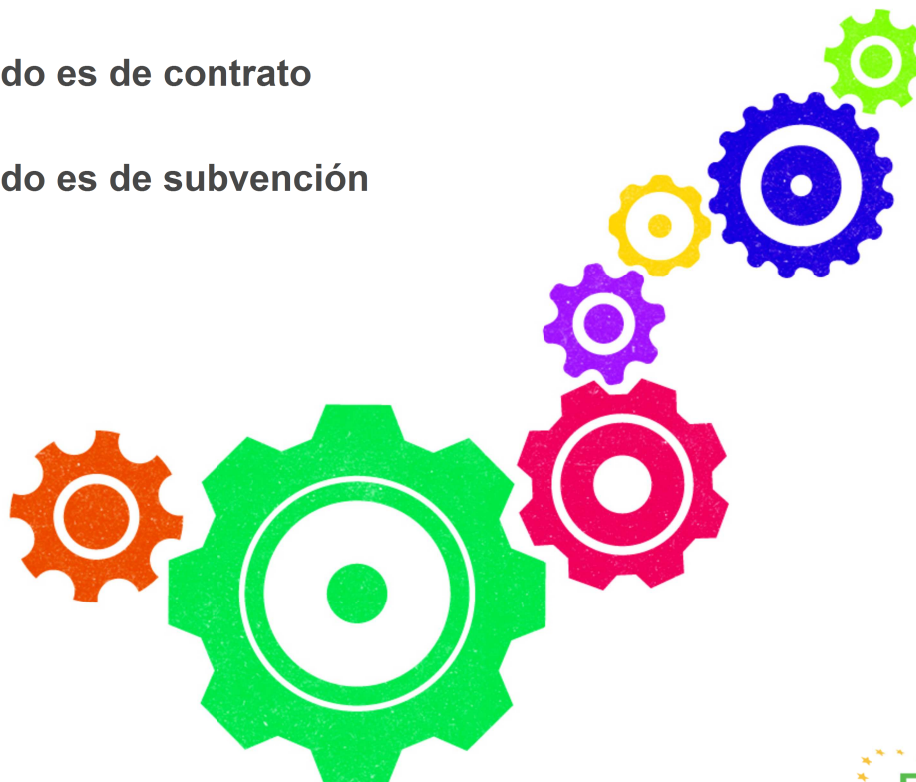 do es de contrato
do es de subvención